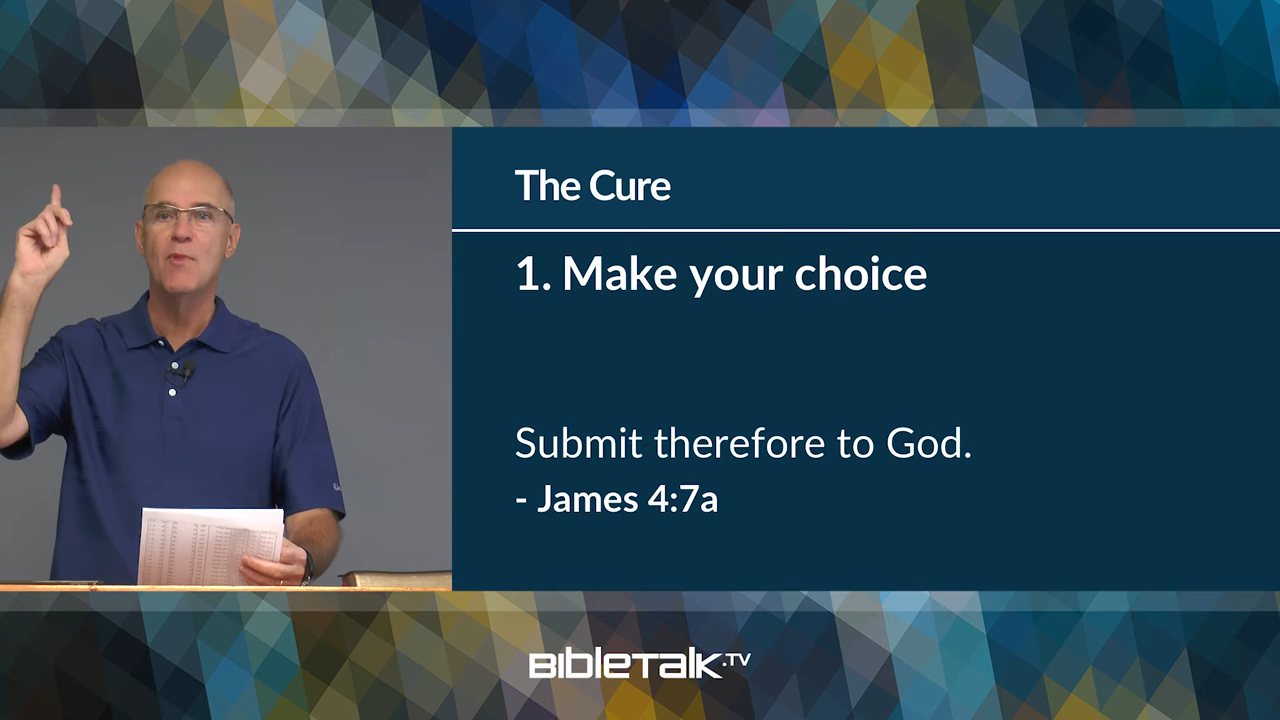 The Cure
1. Make your choice
Submit therefore to God.
- James 4:7a
BIBLETALK.TV